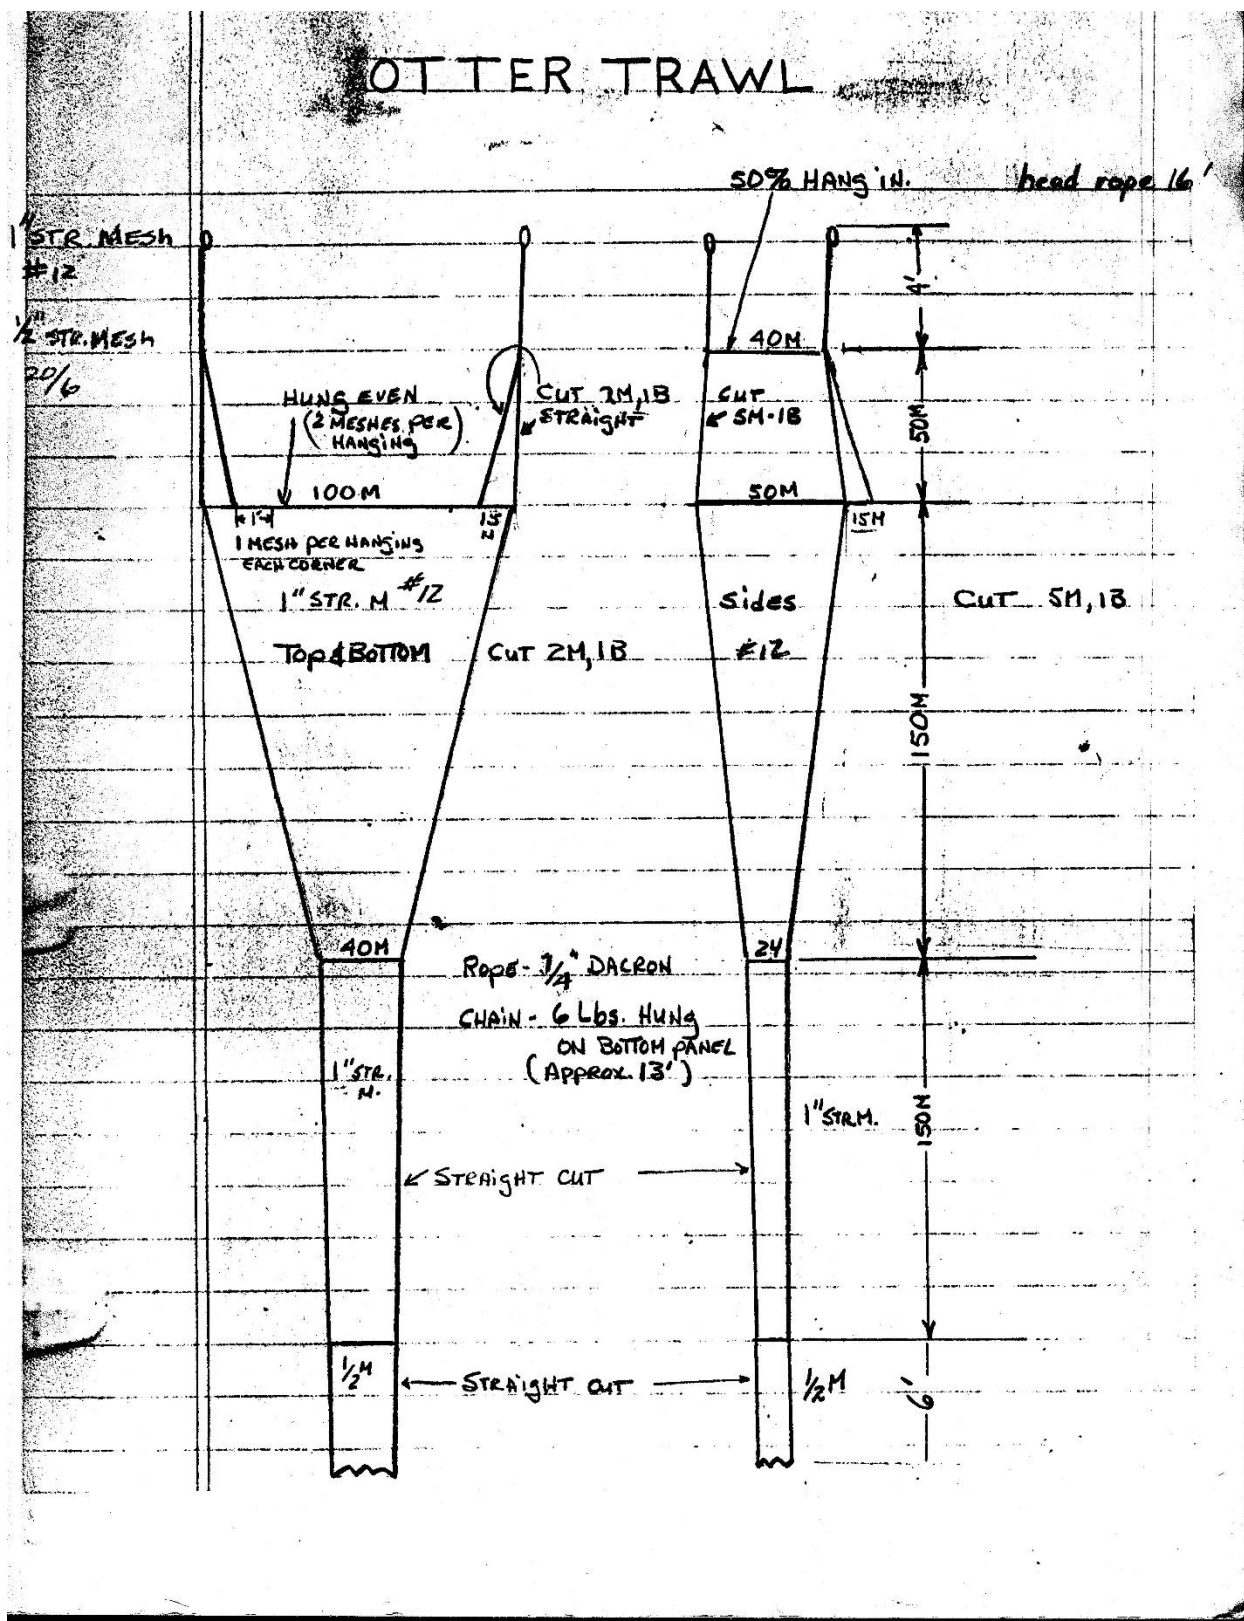 OTTER TRAWL
50% HANG IN.
head rope 16'
1" STR. MESH
#12
1/2" STR. MESH
20/6
4'
40M
HUNG EVEN
(2 MESHES PER)
HANGING
CUT 2M,1B
STRAIGHT
CUT
5M-1B
50M
100M
50M
1'
15
2
15M
1 MESH PER HANGING
EACH CORNER
1" STR. M #12
Sides
CUT 5M,1B
Top & BOTTOM
CUT 2M,1B
#12
150M
40M
24
ROPE - 1/4" DACRON
CHAIN - 6 Lbs. HUNG
ON BOTTOM PANEL
(APPROX. 13')
1" STR.
M.
1" STR M.
150M
STRAIGHT CUT
1/2 M
STRAIGHT CUT
1/2 M
6'